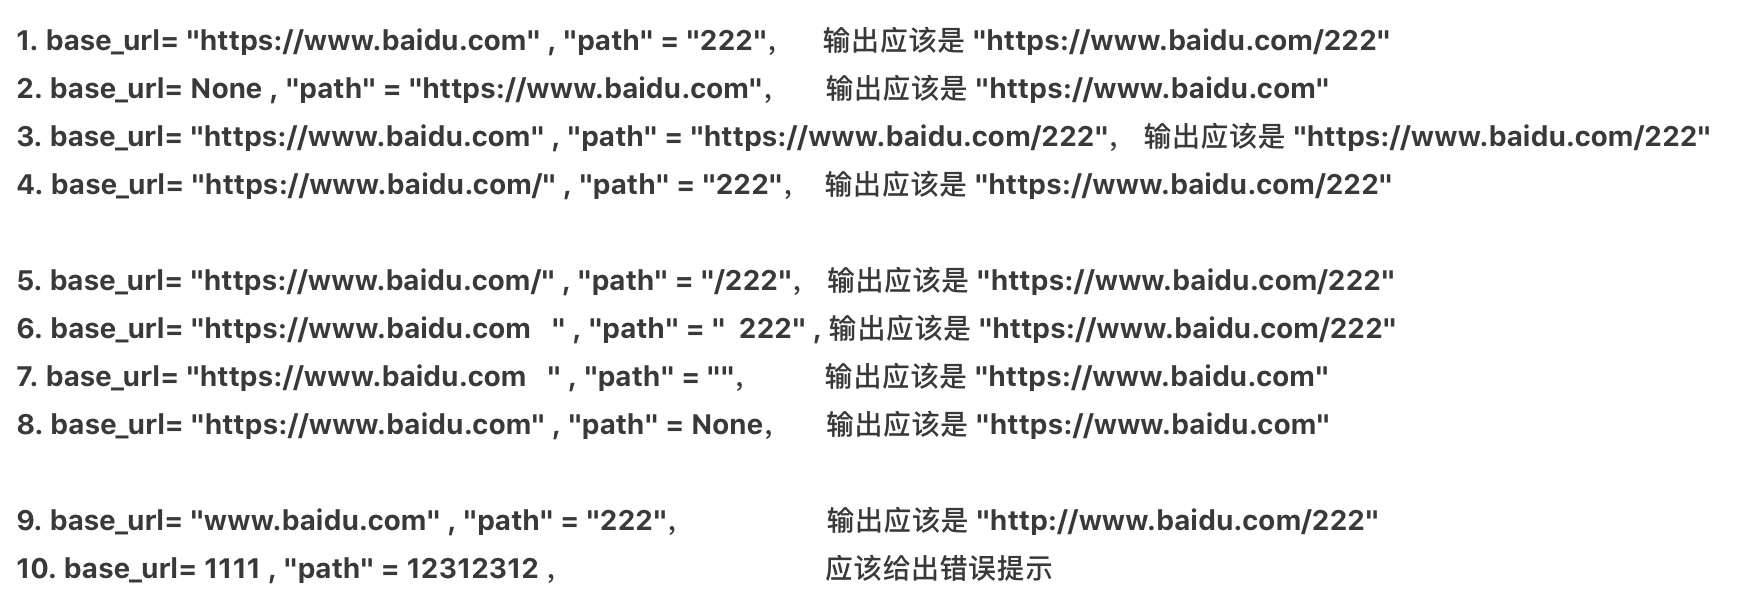 1. base_url= "https://www.baidu.com" , "path" = "222"， 输出应该是 "https://www.baidu.com/222"
2. base_url= None , "path" = "https://www.baidu.com"， 输出应该是 "https://www.baidu.com"
3. base_url= "https://www.baidu.com" , "path" = "https://www.baidu.com/222"， 输出应该是 "https://www.baidu.com/222"
4. base_url= "https://www.baidu.com/" , "path" = "222"， 输出应该是 "https://www.baidu.com/222"
5. base_url= "https://www.baidu.com/" , "path" = "/222"， 输出应该是 "https://www.baidu.com/222"
6. base_url= "https://www.baidu.com   " , "path" = "  222" , 输出应该是 "https://www.baidu.com/222"
7. base_url= "https://www.baidu.com   " , "path" = ""， 输出应该是 "https://www.baidu.com"
8. base_url= "https://www.baidu.com" , "path" = None， 输出应该是 "https://www.baidu.com"
9. base_url= "www.baidu.com" , "path" = "222"， 输出应该是 "http://www.baidu.com/222"
10. base_url= 1111 , "path" = 12312312 ， 应该给出错误提示